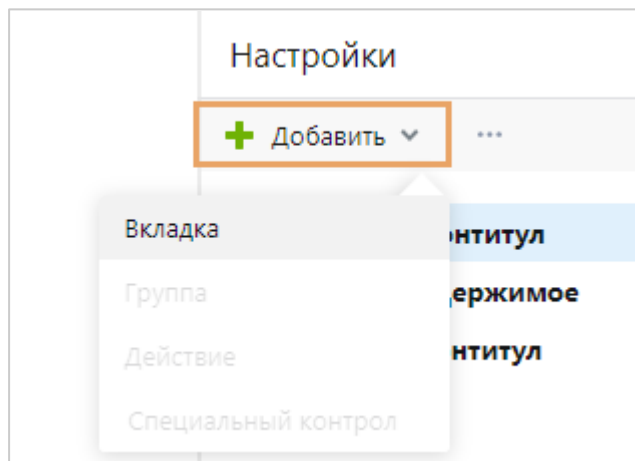 Настройки
Добавить
Вкладка
онтитул
Группа
держимое
Действие
нтитул
Специальный контрол